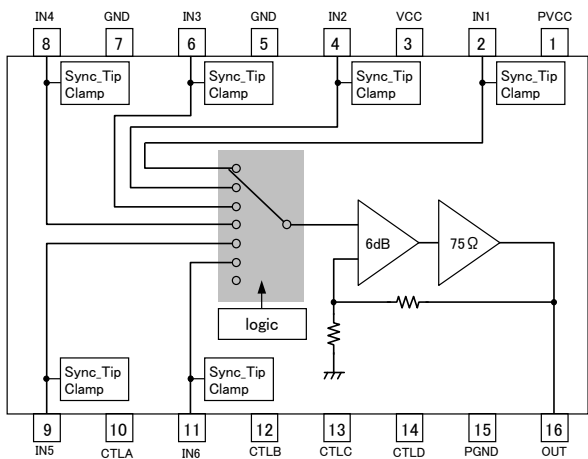 IN4 GND IN3 GND IN2 VCC IN1 PVCC
8 7 6 5 4 3 2 1
Sync_Tip
Clamp
Sync_Tip
Clamp
Sync_Tip
Clamp
Sync_Tip
Clamp
6dB
75Ω
logic
Sync_Tip
Clamp
Sync_Tip
Clamp
9 10 11 12 13 14 15 16
IN5 CTLA IN6 CTLB CTLC CTLD PGND OUT